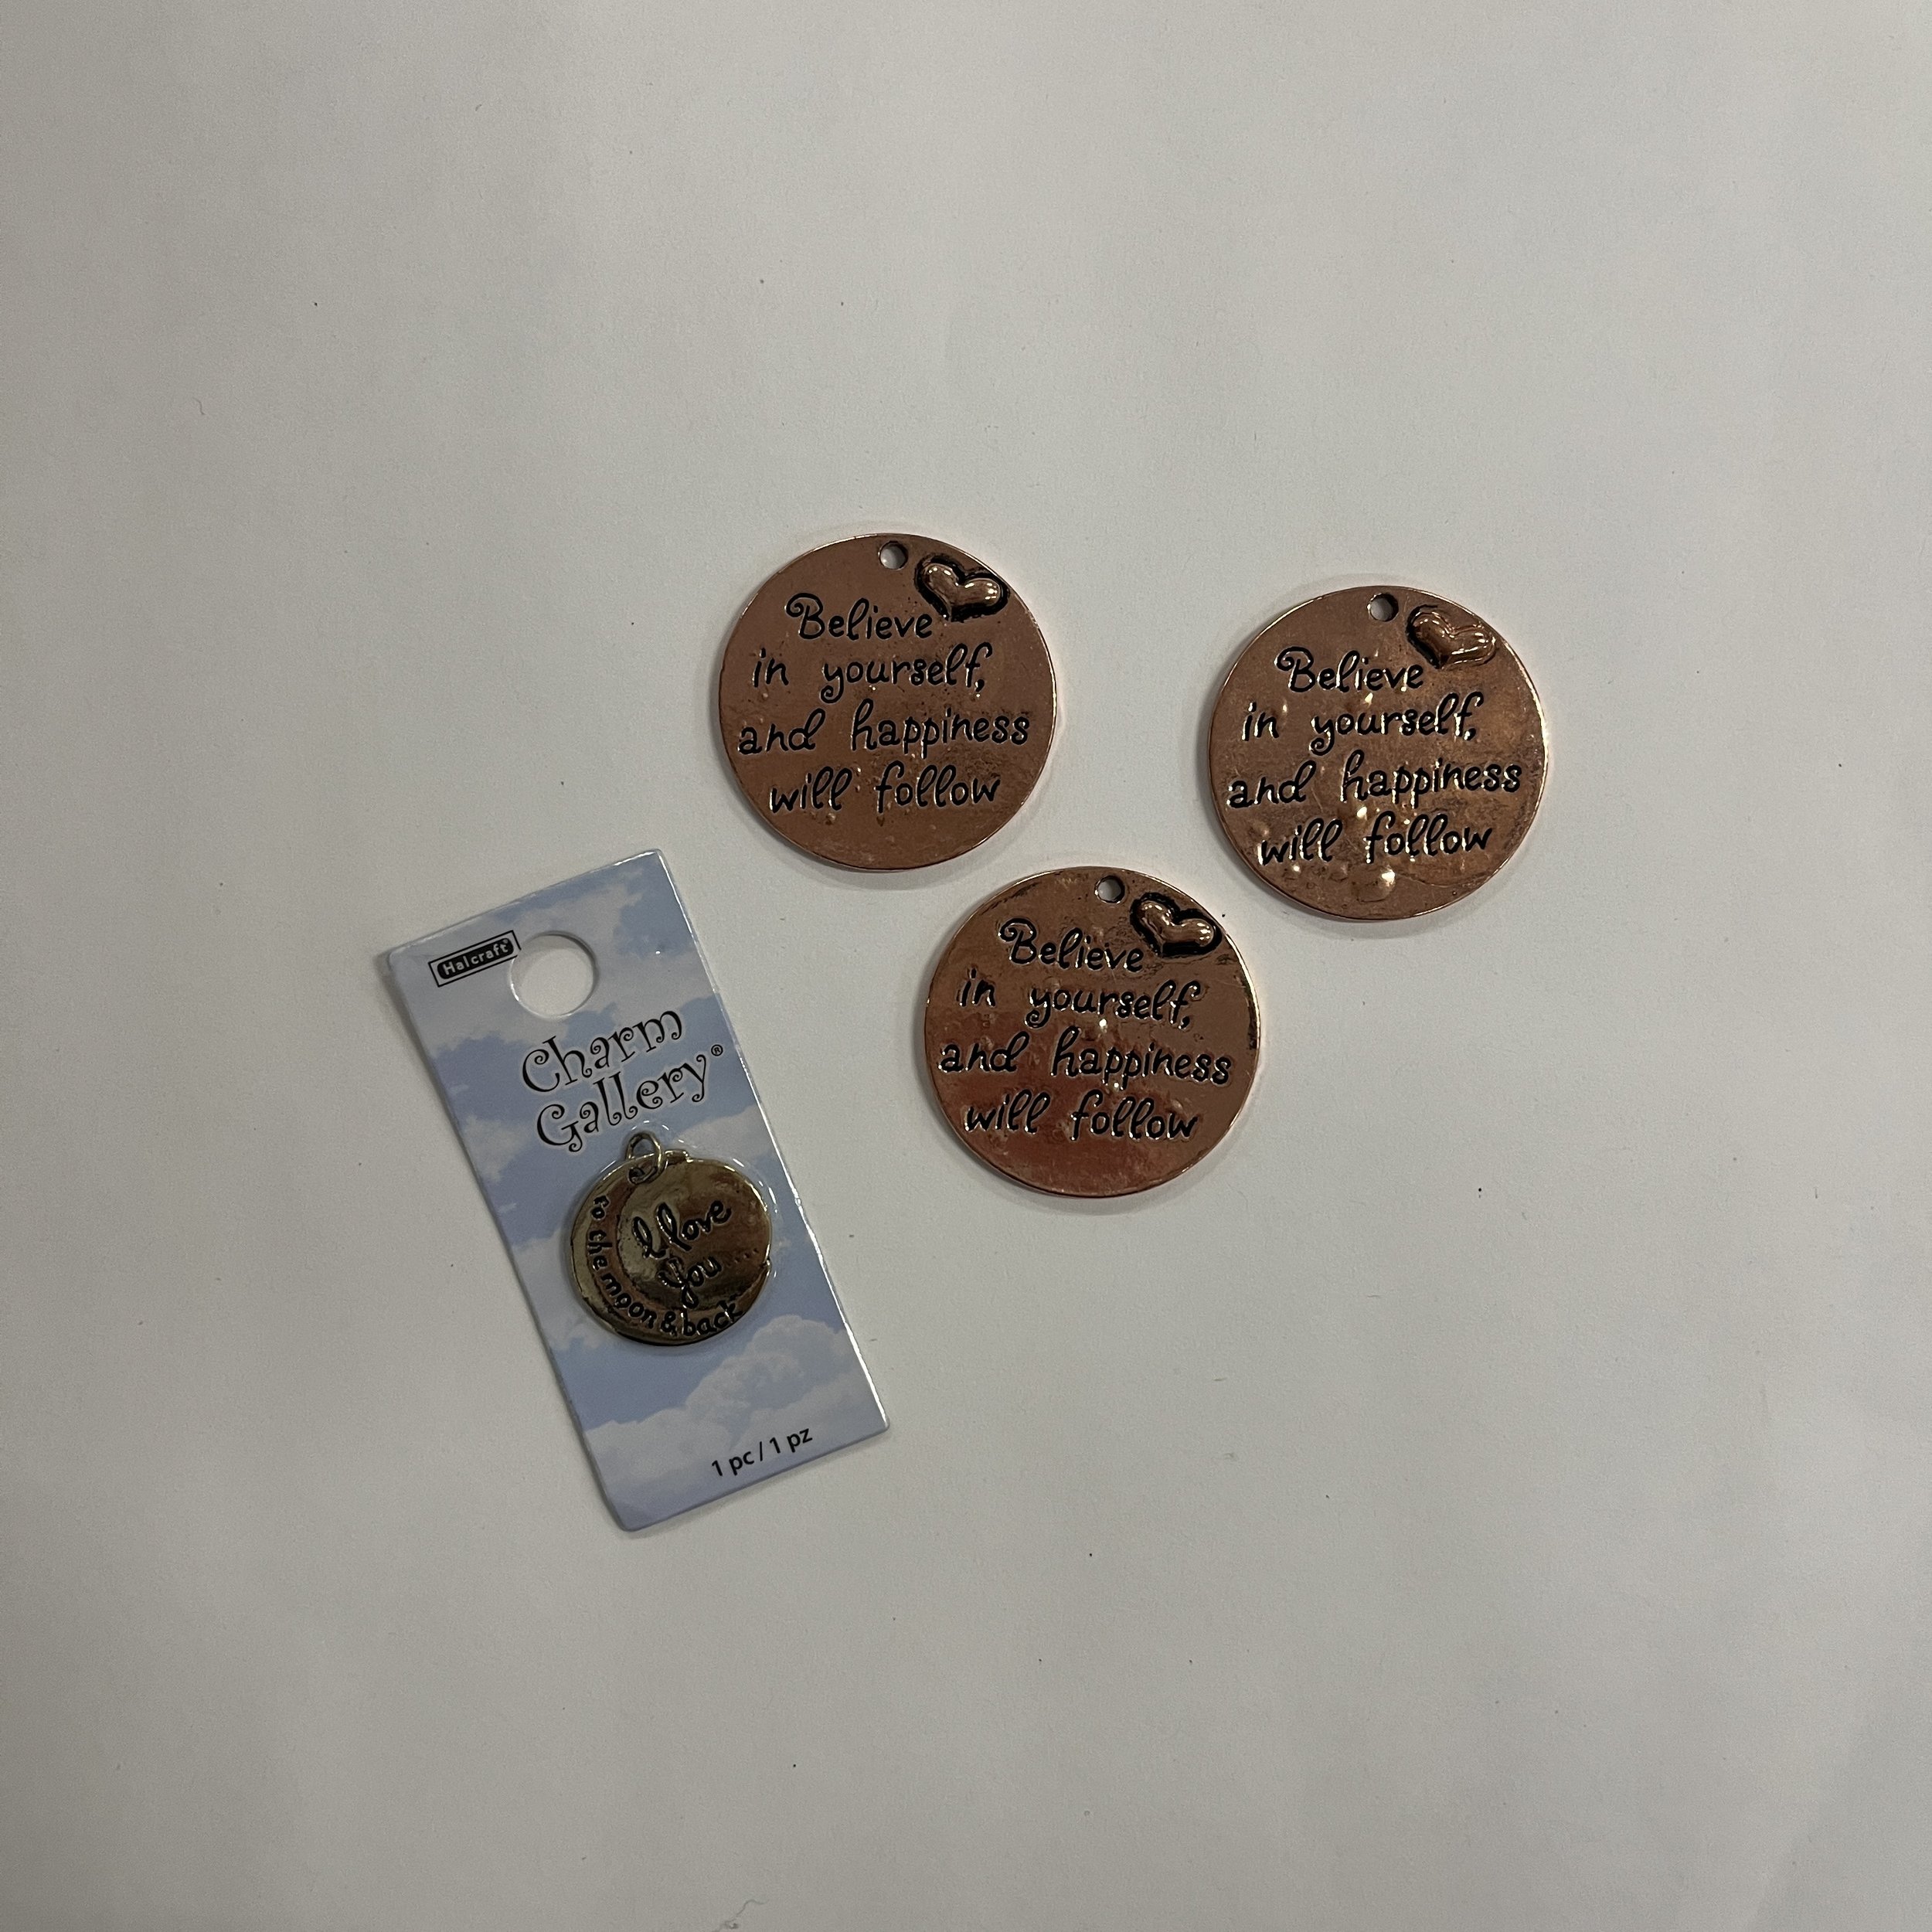 Believe
in yourself,
and happiness
will follow
Believe
in yourself,
and happiness
will follow
Believe
in yourself,
and happiness
will follow
Halcraft®
Charm
Gallery®
I love
you...
to the moon & back
1 pc / 1 pz